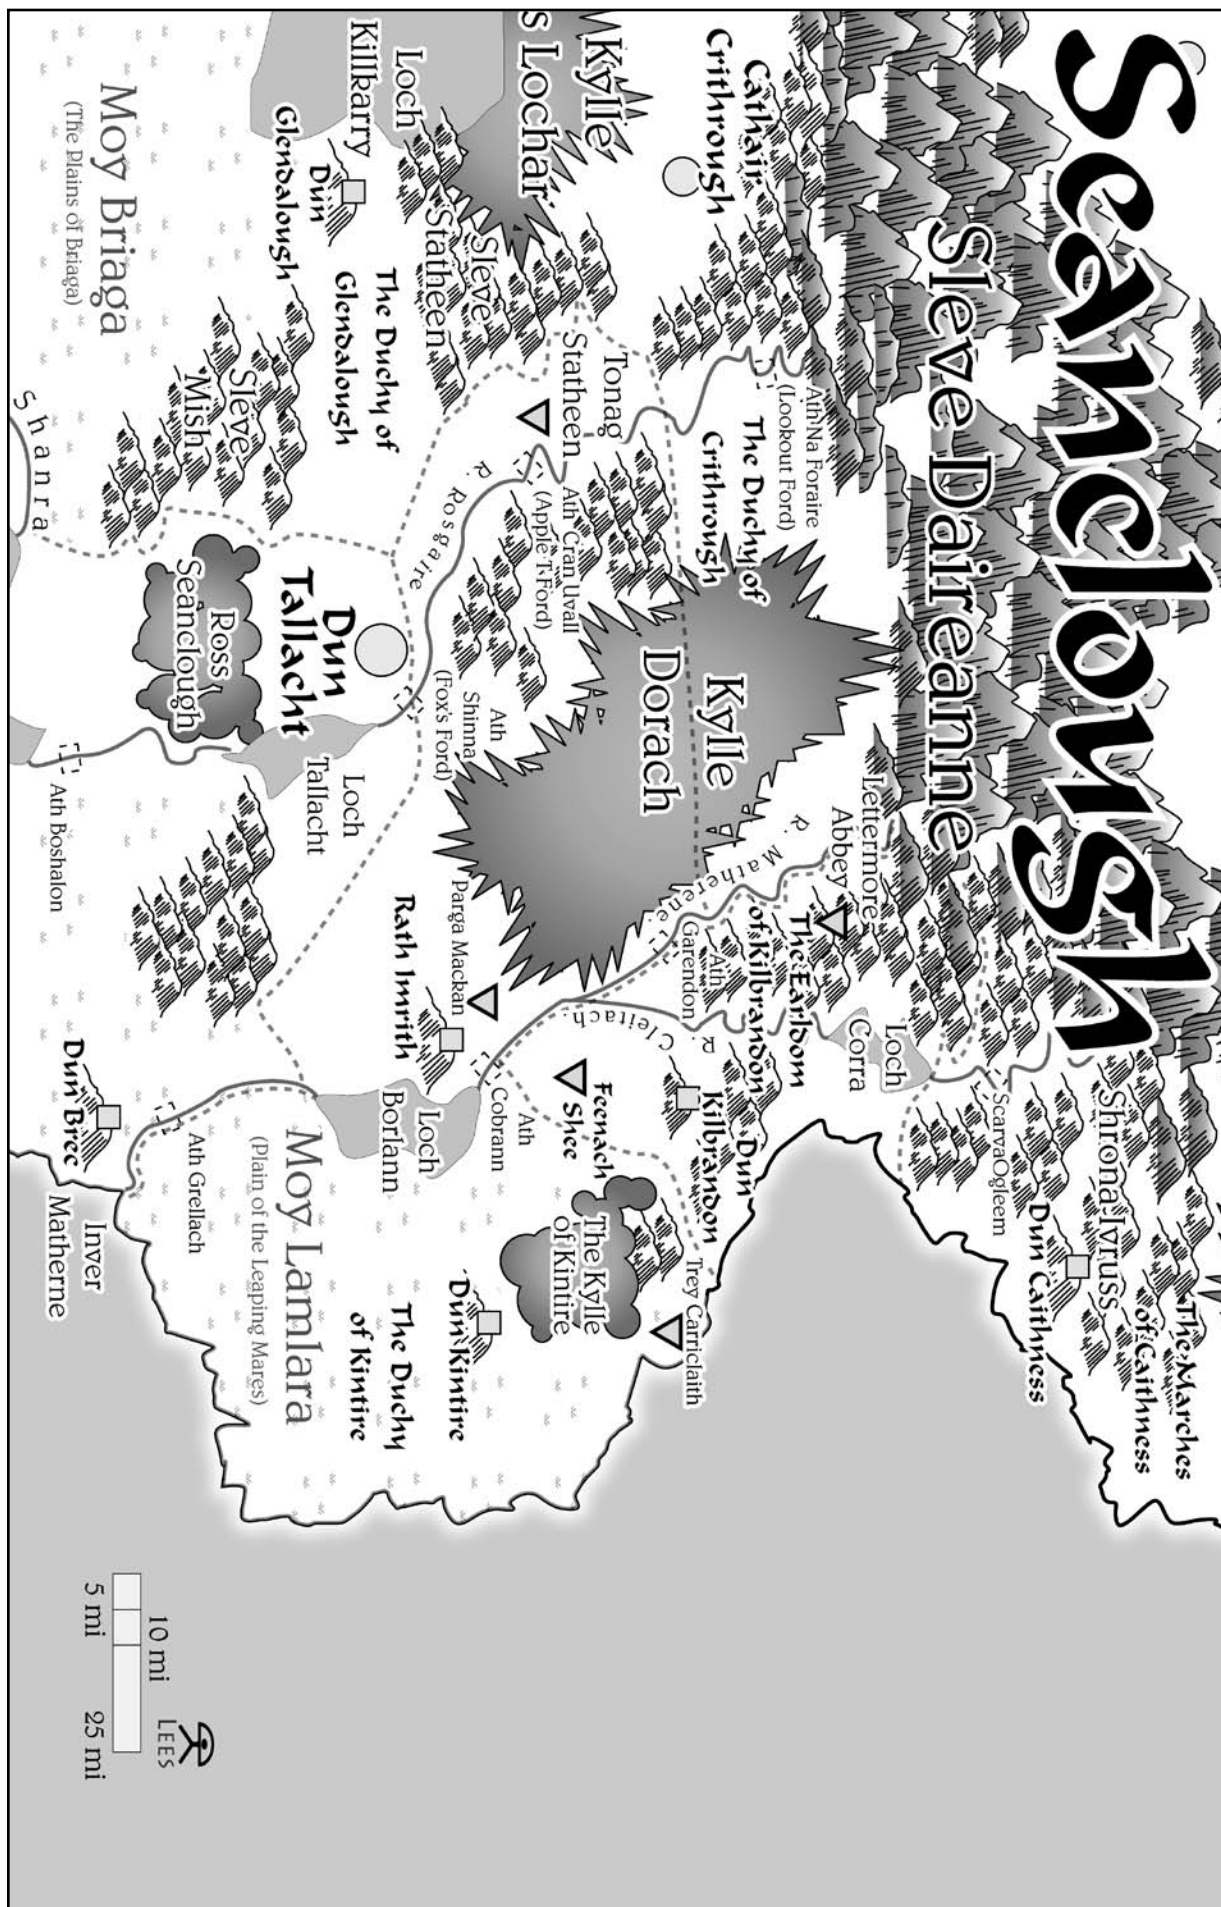 Seanclough
Sleve Daireanne
Kylle
s Lochar
Cathair
Crithrough
Ath Na Foraire
(Lookout Ford)
The Duchy of
Crithrough
Lettermore
Abbey
Loch
Corra
ScarvaOgleem
Shrona Ivruss
The Marches
of Caithness
Dun Caithness
Kylle
Dorach
R. Matherene
Ath
Garendon
The Earldom
of Kilbrandon
R. Cleitach
Dun
Kilbrandon
Trey Carriclaith
Loch
Killkarry
Sleve
Statheen
Tonag
Statheen
Ath Cran Uvall
(Apple T. Ford)
R. Rosgaire
Ath
Shinna
(Fox's Ford)
Parga Mackan
Rath Imrith
Ath
Cobrann
Feenach
Shee
The Kylle
of Kintire
Dun Kintire
The Duchy
of Kintire
Dun
Glendalough
The Duchy of
Glendalough
Dun
Tallacht
Loch
Tallacht
Loch
Borlann
Moy Lamlara
(Plain of the Leaping Mares)
Moy Briaga
(The Plains of Briaga)
Sleve
Mish
Shanra
Ross
Seanclough
Ath Boshalon
Dun Brec
Ath Grellach
Inver
Matherne
10 mi
5 mi
25 mi
LEES